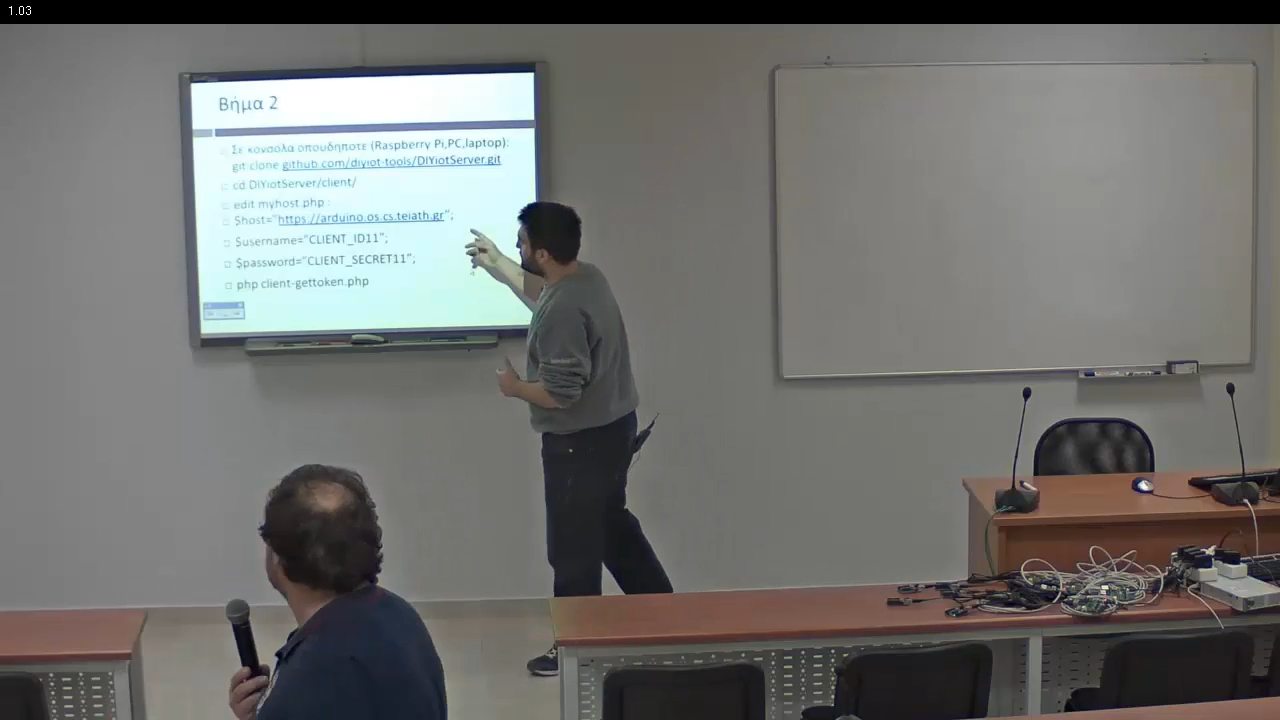 1.03
Βήμα 2
Σε κονσόλα οπουδήποτε (Raspberry Pi,PC,laptop):
git clone github.com/diyiot-tools/DIYiotServer.git
cd DIYiotServer/client/
edit myhost.php :
$host="https://arduino.os.cs.teiath.gr";
$username="CLIENT_ID11";
$password="CLIENT_SECRET11";
php client-gettoken.php